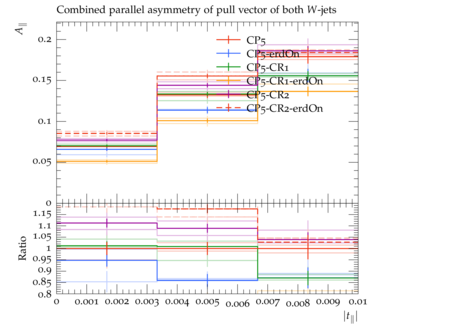 Combined parallel asymmetry of pull vector of both W-jets
A∥
0.2
0.15
0.1
0.05
0
CP5
CP5-erdOn
CP5-CR1
CP5-CR1-erdOn
CP5-CR2
CP5-CR2-erdOn
Ratio
1.15
1.1
1.05
1
0.95
0.9
0.85
0.8
0 0.001 0.002 0.003 0.004 0.005 0.006 0.007 0.008 0.009 0.01
|t∥|